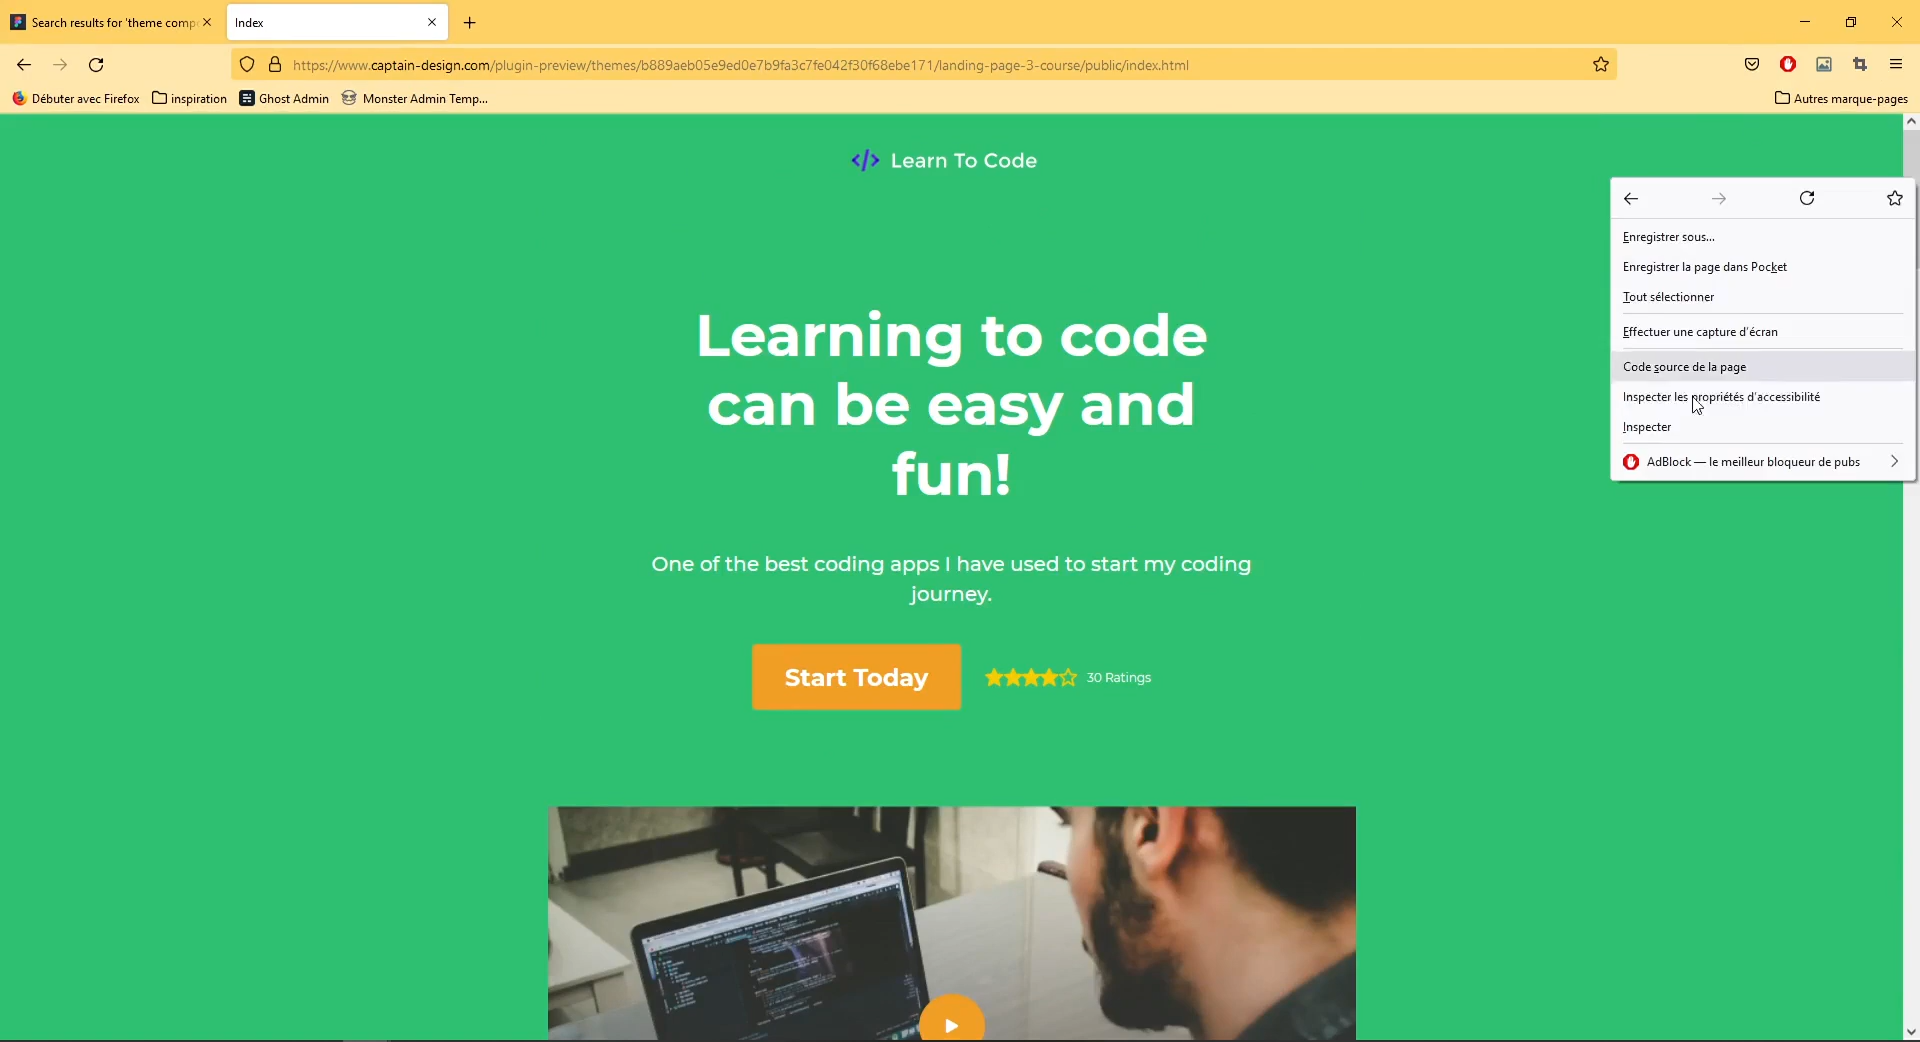 Search results for 'theme comp
Index
https://www.captain-design.com/plugin-preview/themes/b889aeb05e9ed0e7b9fa3c7fe042f30f68ebe171/landing-page-3-course/public/index.html
Débuter avec Firefox
inspiration
Ghost Admin
Monster Admin Temp...
Autres marque-pages
</> Learn To Code
Learning to code
can be easy and
fun!
One of the best coding apps I have used to start my coding
journey.
Start Today
30 Ratings
Enregistrer sous...
Enregistrer la page dans Pocket
Tout sélectionner
Effectuer une capture d'écran
Code source de la page
Inspecter les propriétés d'accessibilité
Inspecter
AdBlock — le meilleur bloqueur de pubs